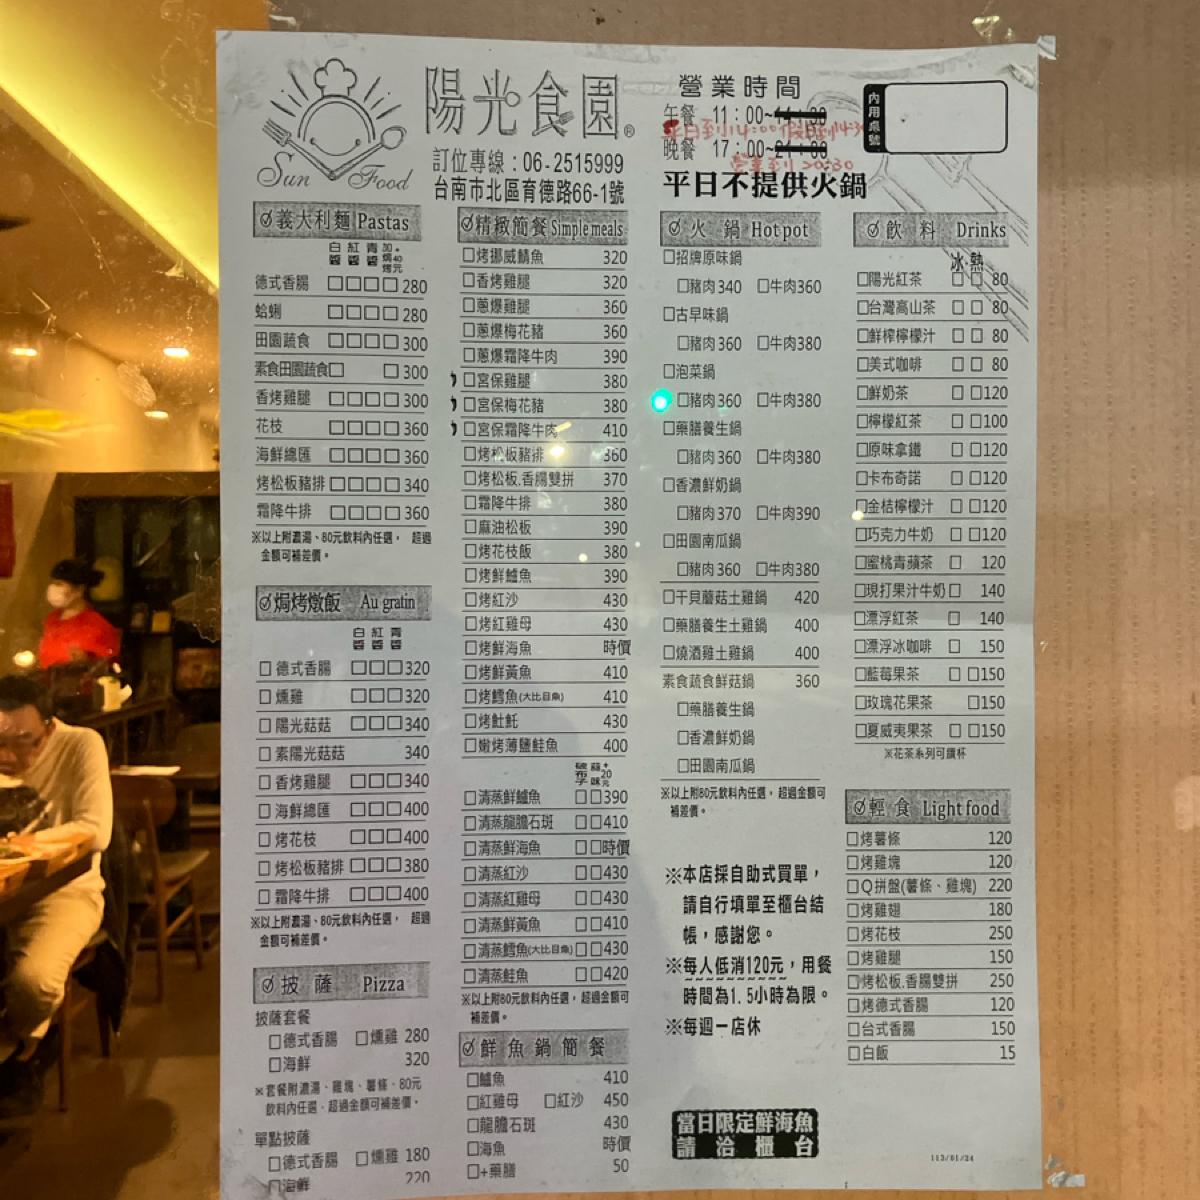 Sun Food
陽光食園®
訂位專線：06-2515999
台南市北區育德路66-1號
營業時間
午餐 11：00~14：30
平日到14:00 假日到14:30
晚餐 17：00~21：00
營業到 20:30
平日不提供火鍋
內用桌號
義大利麵 Pastas
白醬 紅醬 青醬 加+40元焗烤
德式香腸 □□□□280
蛤蜊 □□□□280
田園蔬食 □□□□300
素食田園蔬食□ □300
香烤雞腿 □□□□300
花枝 □□□□360
海鮮總匯 □□□□360
烤松板豬排□□□□340
霜降牛排 □□□□360
※以上附濃湯、80元飲料內任選， 超過
金額可補差價。
焗烤燉飯 Au gratin
白醬 紅醬 青醬
□德式香腸 □□□320
□燻雞 □□□320
□陽光菇菇 □□□340
□素陽光菇菇 340
□香烤雞腿 □□□340
□海鮮總匯 □□□400
□烤花枝 □□□400
□烤松板豬排□□□380
□霜降牛排 □□□400
※以上附濃湯、80元飲料內任選， 超過
金額可補差價。
披薩 Pizza
披薩套餐
□德式香腸 □燻雞 280
□海鮮 320
※套餐附濃湯、雞塊、薯條、80元
飲料內任選、超過金額可補差價。
單點披薩
□德式香腸 □燻雞 180
□海鮮 220
精緻簡餐 Simple meals
□烤挪威鯖魚 320
□香烤雞腿 320
□蔥爆雞腿 360
□蔥爆梅花豬 360
□蔥爆霜降牛肉 390
□宮保雞腿 380
□宮保梅花豬 380
□宮保霜降牛肉 410
□烤松板豬排 360
□烤松板.香腸雙拼 370
□霜降牛排 380
□麻油松板 390
□烤花枝飯 380
□烤鮮鱸魚 390
□烤紅沙 430
□烤紅雞母 430
□烤鮮海魚 時價
□烤鮮黃魚 410
□烤鱈魚(大比目魚) 410
□烤魠魠 430
□嫩烤薄鹽鮭魚 400
破布子 蒜味 +20元
□清蒸鮮鱸魚 □□390
□清蒸龍膽石斑 □□410
□清蒸鮮海魚 □□時價
□清蒸紅沙 □□430
□清蒸紅雞母 □□430
□清蒸鮮黃魚 □□410
□清蒸鱈魚(大比目魚) □□430
□清蒸鮭魚 □□420
※以上附80元飲料內任選，超過金額可
補差價。
鮮魚鍋簡餐
□鱸魚 410
□紅雞母 □紅沙 450
□龍膽石斑 430
□海魚 時價
□+藥膳 50
火鍋 Hot pot
□招牌原味鍋
□豬肉340 □牛肉360
□古早味鍋
□豬肉360 □牛肉380
□泡菜鍋
□豬肉360 □牛肉380
□藥膳養生鍋
□豬肉360 □牛肉380
□香濃鮮奶鍋
□豬肉370 □牛肉390
□田園南瓜鍋
□豬肉360 □牛肉380
□干貝蘑菇土雞鍋 420
□藥膳養生土雞鍋 400
□燒酒雞土雞鍋 400
素食蔬食鮮菇鍋 360
□藥膳養生鍋
□香濃鮮奶鍋
□田園南瓜鍋
※以上附80元飲料內任選，超過金額可
補差價。
※本店採自助式買單，
請自行填單至櫃台結
帳，感謝您。
※每人低消120元，用餐
時間為1.5小時為限。
※每週一店休
當日限定鮮海魚
請洽櫃台
飲料 Drinks
冰 熱
□陽光紅茶 □ □ 80
□台灣高山茶 □ □ 80
□鮮榨檸檬汁 □ □ 80
□美式咖啡 □ □ 80
□鮮奶茶 □ □120
□檸檬紅茶 □ □100
□原味拿鐵 □ □120
□卡布奇諾 □ □120
□金桔檸檬汁 □ □120
□巧克力牛奶 □ □120
□蜜桃青蘋茶 □ 120
□現打果汁牛奶□ 140
□漂浮紅茶 □ 140
□漂浮冰咖啡 □ 150
□藍莓果茶 □ □150
□玫瑰花果茶 □150
□夏威夷果茶 □ □150
※花茶系列可續杯
輕食 Light food
□烤薯條 120
□烤雞塊 120
□Q拼盤(薯條、雞塊) 220
□烤雞翅 180
□烤花枝 250
□烤雞腿 150
□烤松板.香腸雙拼 250
□烤德式香腸 120
□台式香腸 150
□白飯 15
113/01/24